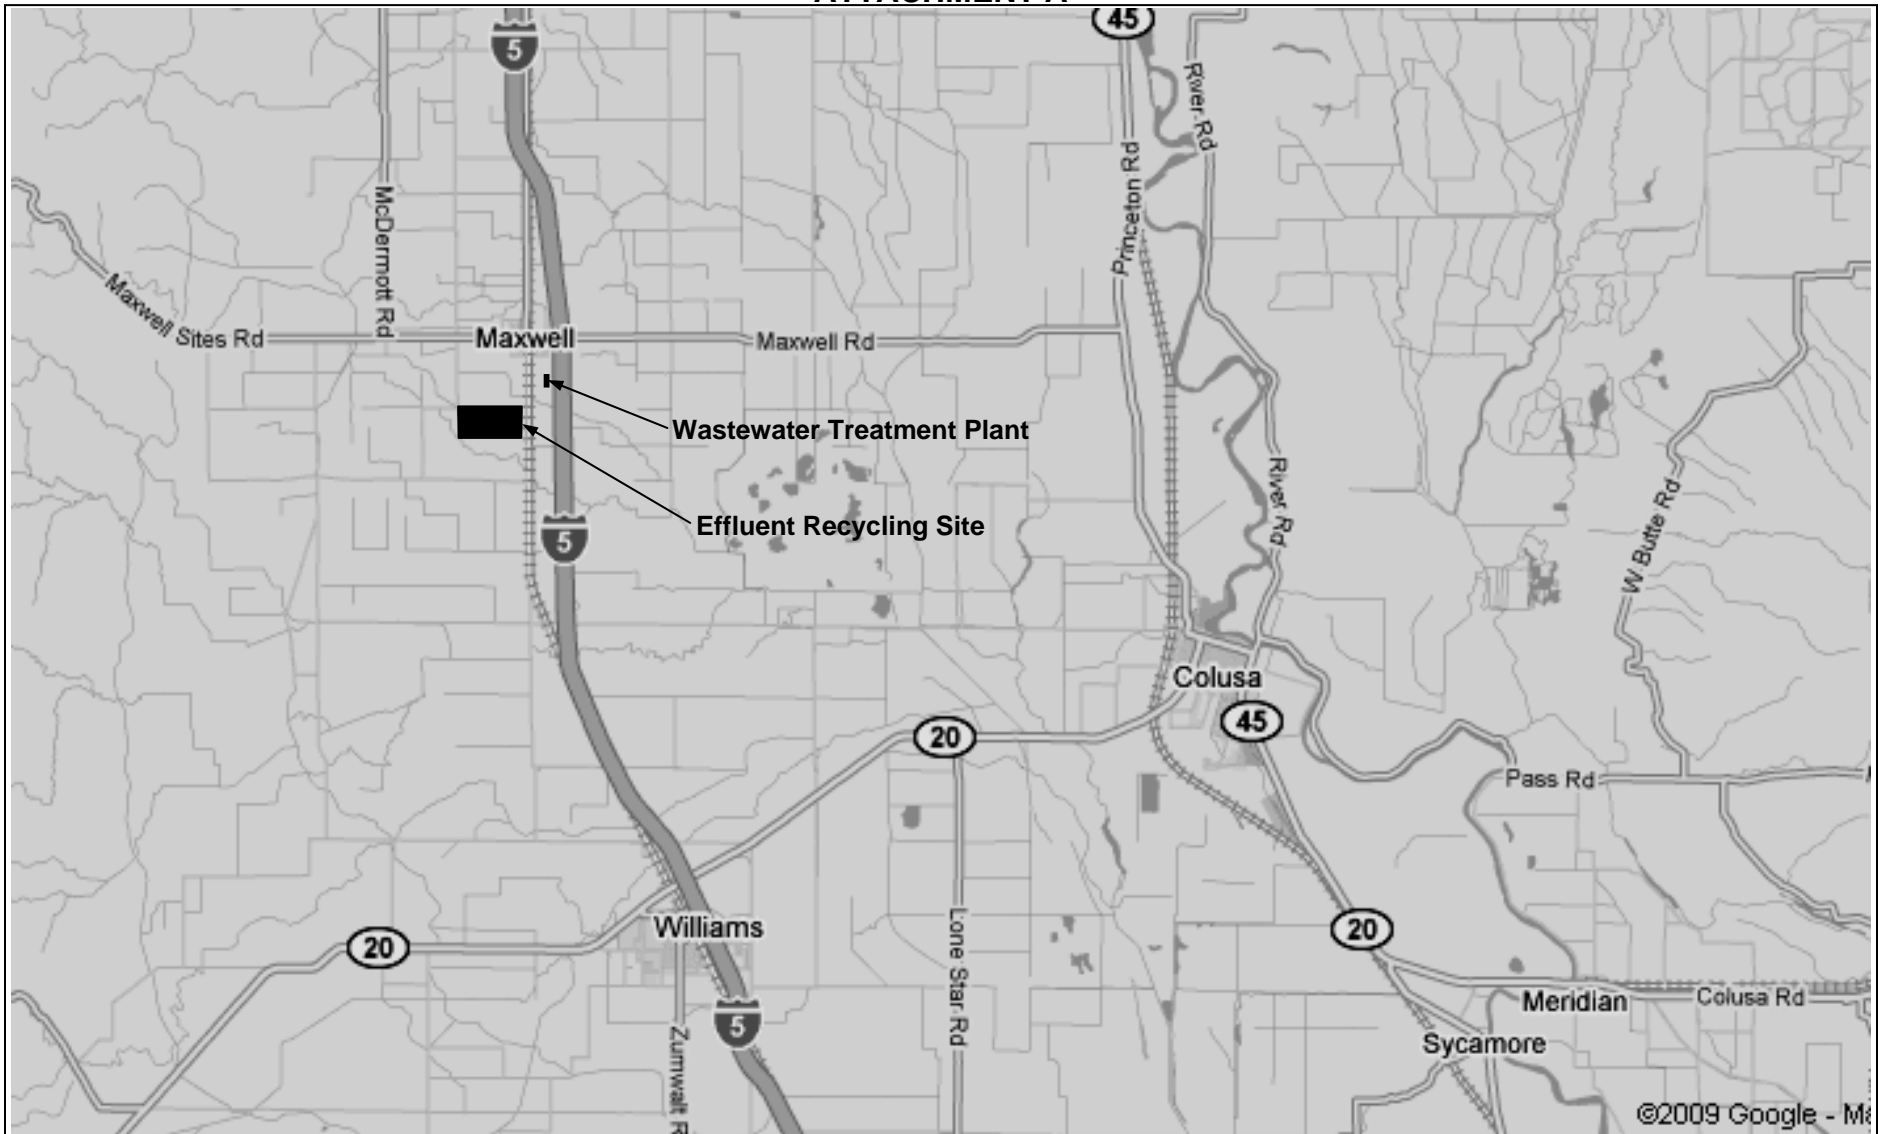 ATTACHMENT A
5
45
River Rd
Princeton Rd
McDermott Rd
Maxwell Sites Rd
Maxwell
Maxwell Rd
Wastewater Treatment Plant
Effluent Recycling Site
5
River Rd
W Butte Rd
Colusa
45
20
Pass Rd
Williams
20
Lone Star Rd
20
5
Zumwalt R
Meridian
Colusa Rd
Sycamore
©2009 Google - Ma